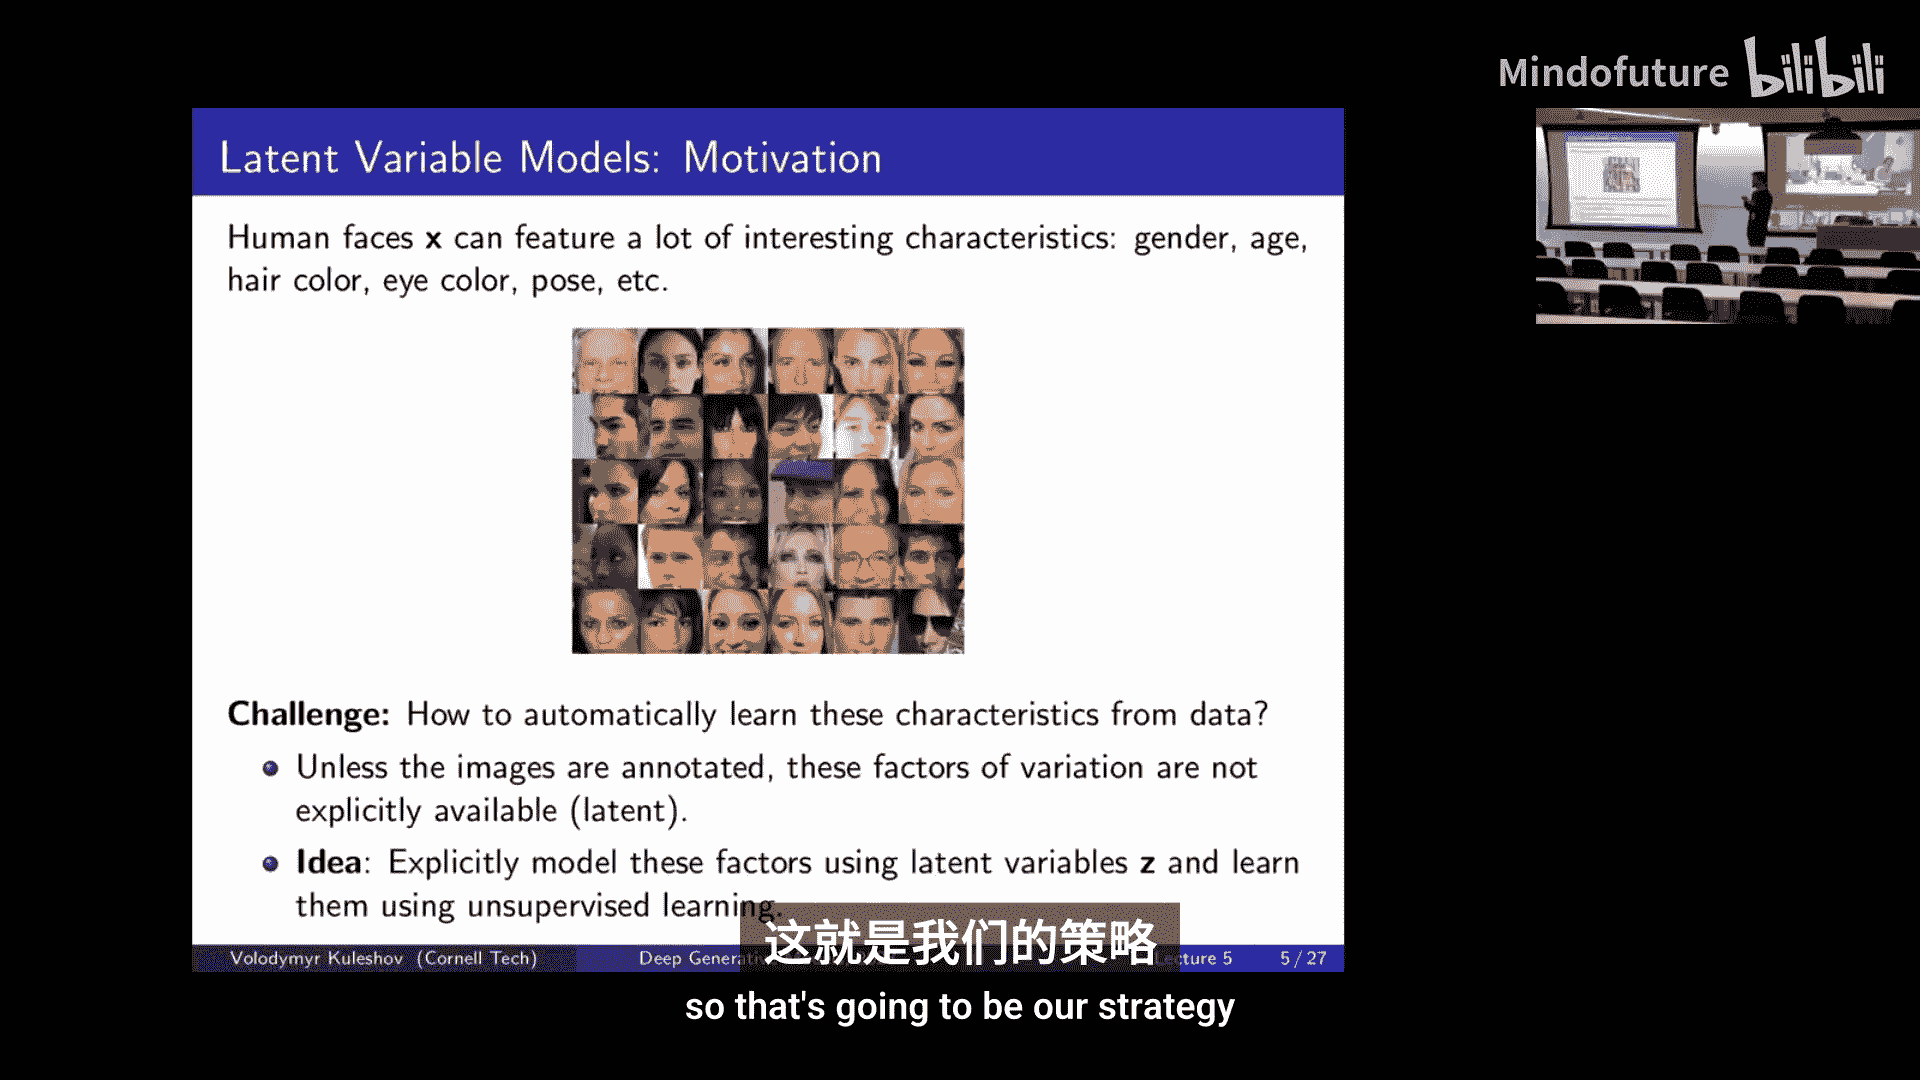 Mindofuture bilibili
Latent Variable Models: Motivation
Human faces x can feature a lot of interesting characteristics: gender, age,
hair color, eye color, pose, etc.
Challenge: How to automatically learn these characteristics from data?
Unless the images are annotated, these factors of variation are not
explicitly available (latent).
Idea: Explicitly model these factors using latent variables z and learn
them using unsupervised learning.
Volodymyr Kuleshov (Cornell Tech) Deep 5 5 / 27
这就是我们的策略
so that's going to be our strategy